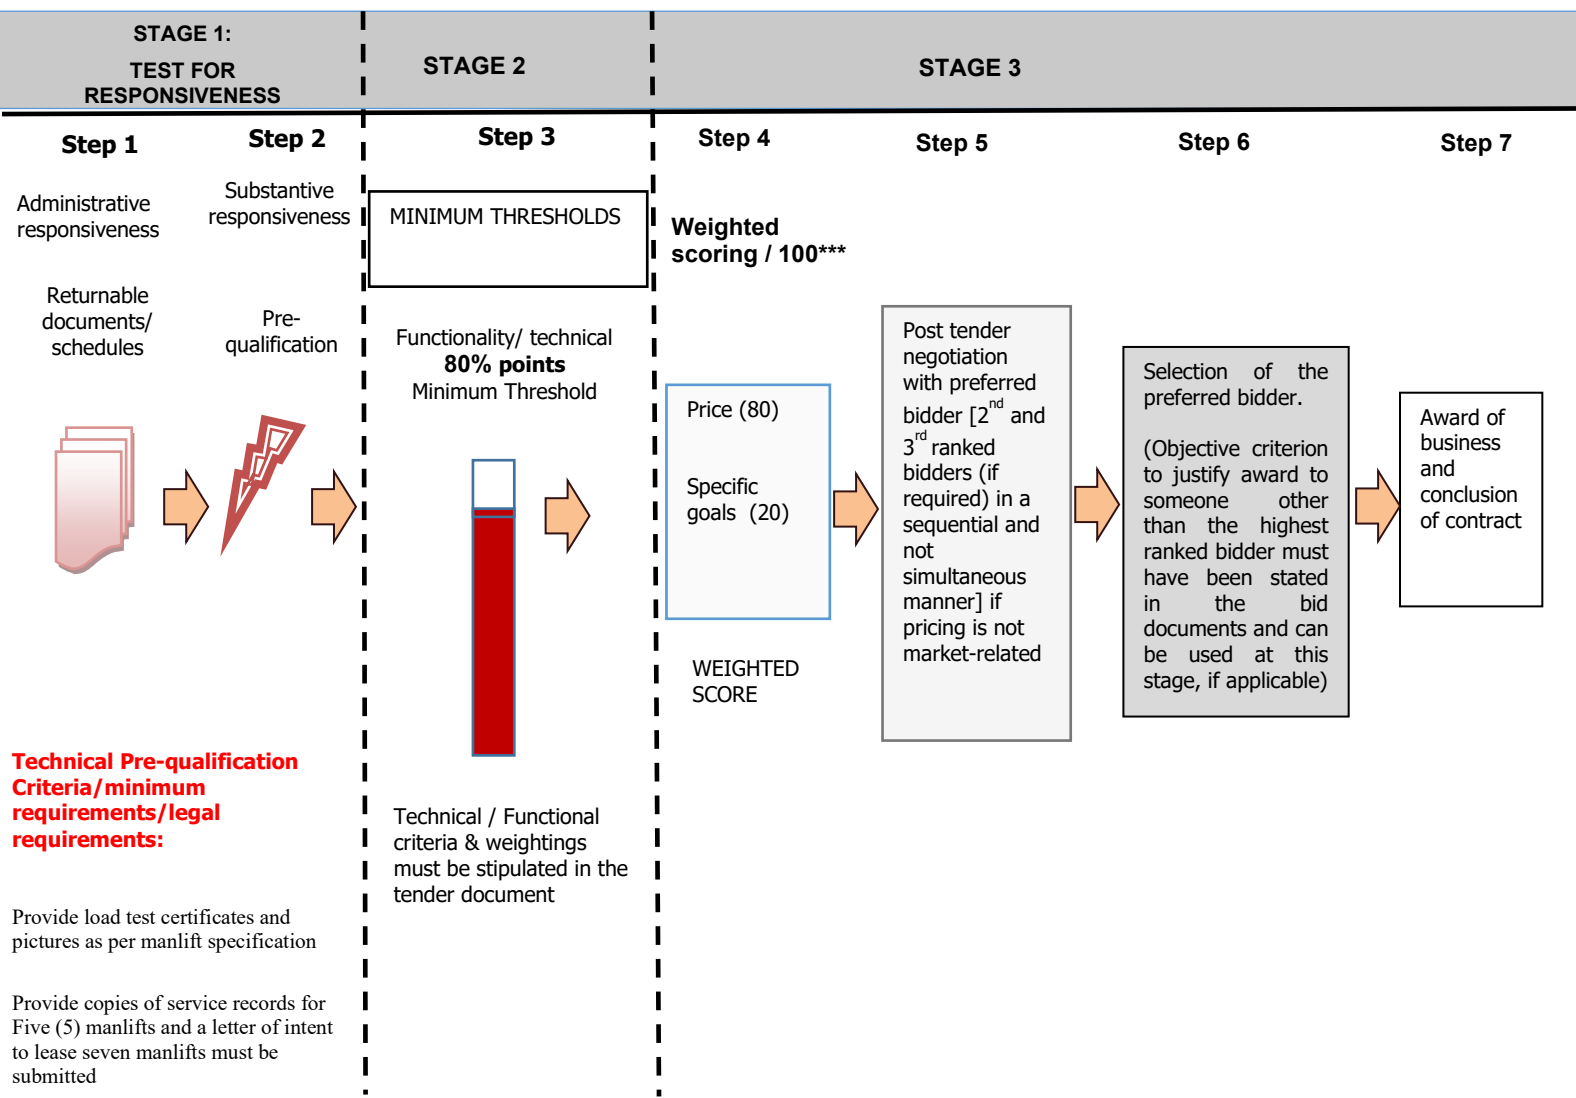 STAGE 1:
TEST FOR
RESPONSIVENESS
STAGE 2
STAGE 3
Step 1
Step 2
Step 3
Step 4
Step 5
Step 6
Step 7
Administrative
responsiveness
Returnable
documents/
schedules
Substantive
responsiveness
Pre-
qualification
MINIMUM THRESHOLDS
Functionality/ technical
80% points
Minimum Threshold
Technical / Functional
criteria & weightings
must be stipulated in the
tender document
Weighted
scoring / 100***
Price (80)
Specific
goals (20)
WEIGHTED
SCORE
Post tender
negotiation
with preferred
bidder [2nd and
3rd ranked
bidders (if
required) in a
sequential and
not
simultaneous
manner] if
pricing is not
market-related
Selection of the
preferred bidder.
(Objective criterion
to justify award to
someone other
than the highest
ranked bidder must
have been stated
in the bid
documents and can
be used at this
stage, if applicable)
Award of
business
and
conclusion
of contract
Technical Pre-qualification
Criteria/minimum
requirements/legal
requirements:
Provide load test certificates and
pictures as per manlift specification
Provide copies of service records for
Five (5) manlifts and a letter of intent
to lease seven manlifts must be
submitted